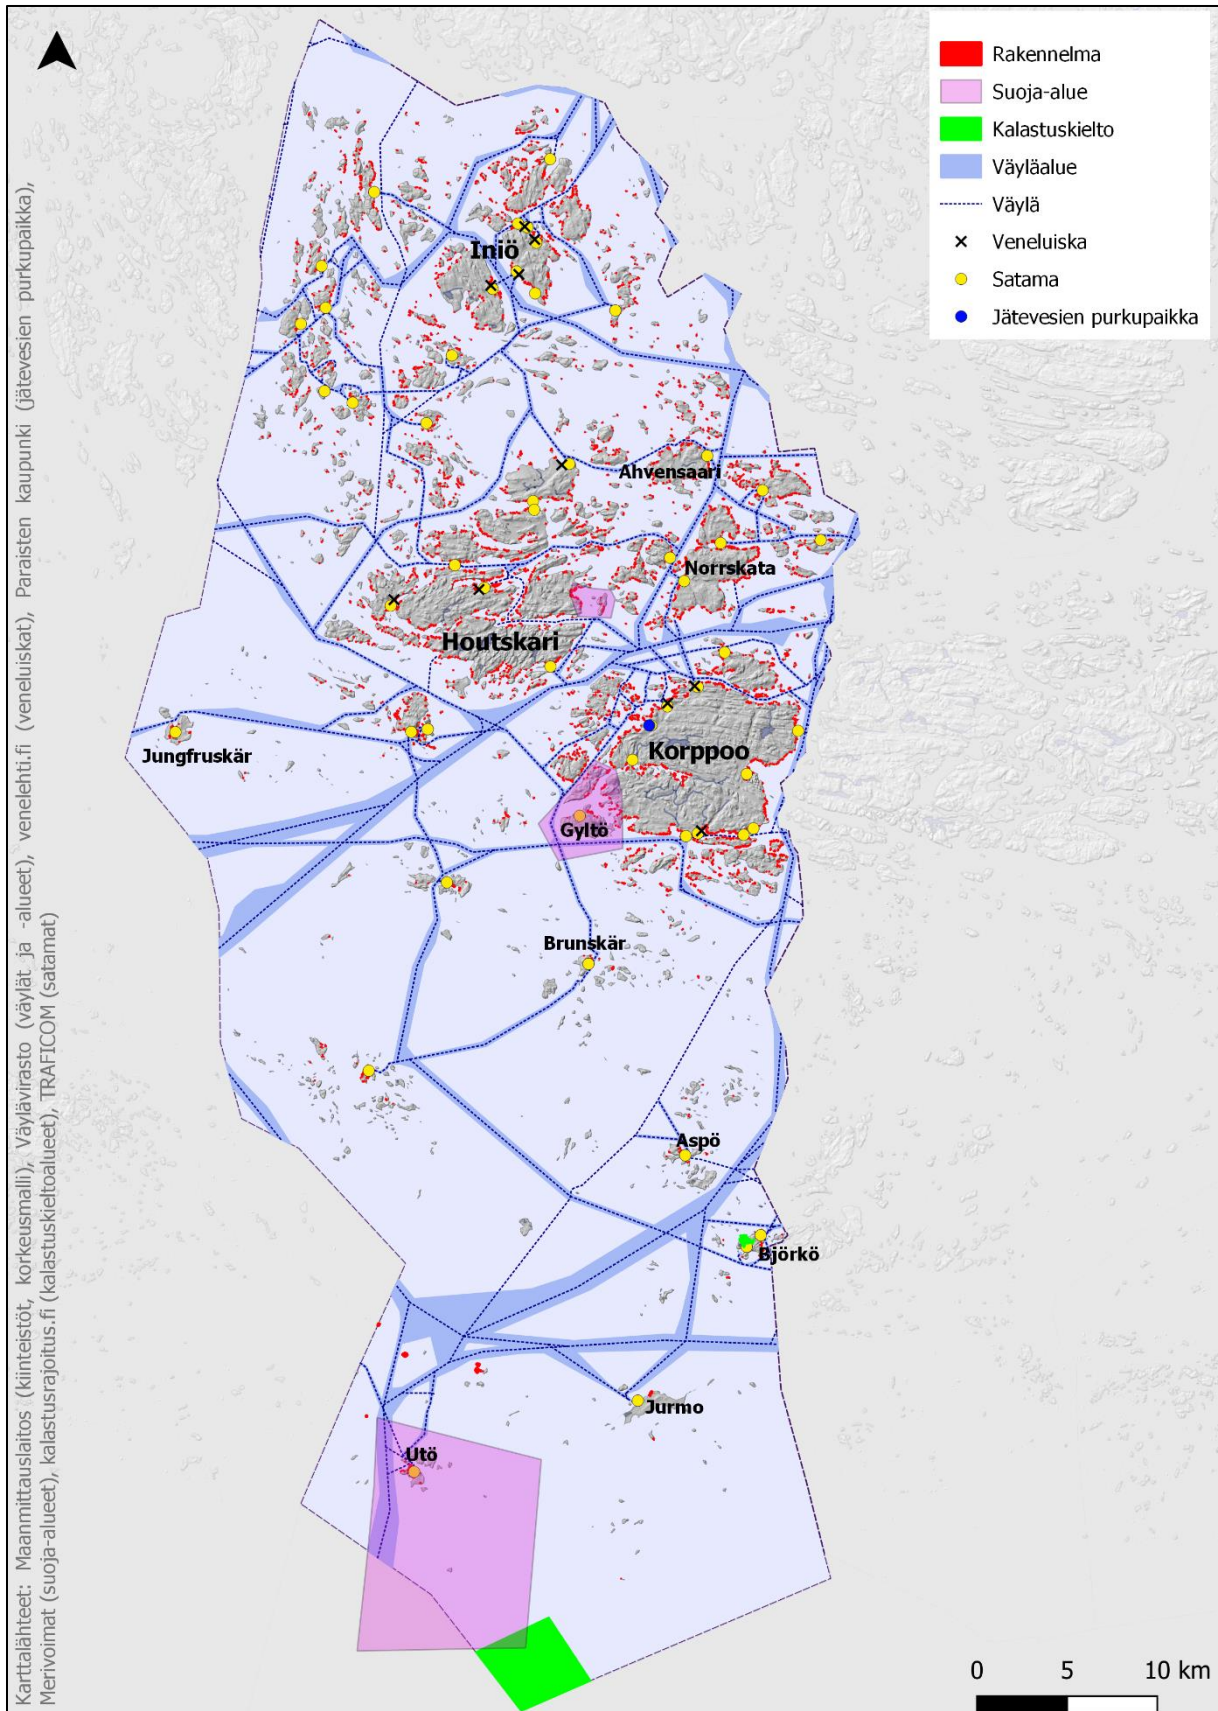 Rakennelma
Suoja-alue
Kalastuskielto
Väyläalue
Väylä
Veneluiska
Satama
Jätevesien purkupaikka
Iniö
Ahvensaari
Norrskata
Houtskari
Jungfruskär
Korppoo
Gyltö
Brunskär
Aspö
Björkö
Jurmo
Utö
0 5 10 km
Karttalähteet: Maanmittauslaitos (kiinteistöt, korkeusmalli), Väylävirasto (väylät ja -alueet), venelehti.fi (veneluiskat), Paraisten kaupunki (jätevesien purkupaikka),
Merivoimat (suoja-alueet), kalastusrajoitus.fi (kalastuskieltoalueet), TRAFICOM (satamat)